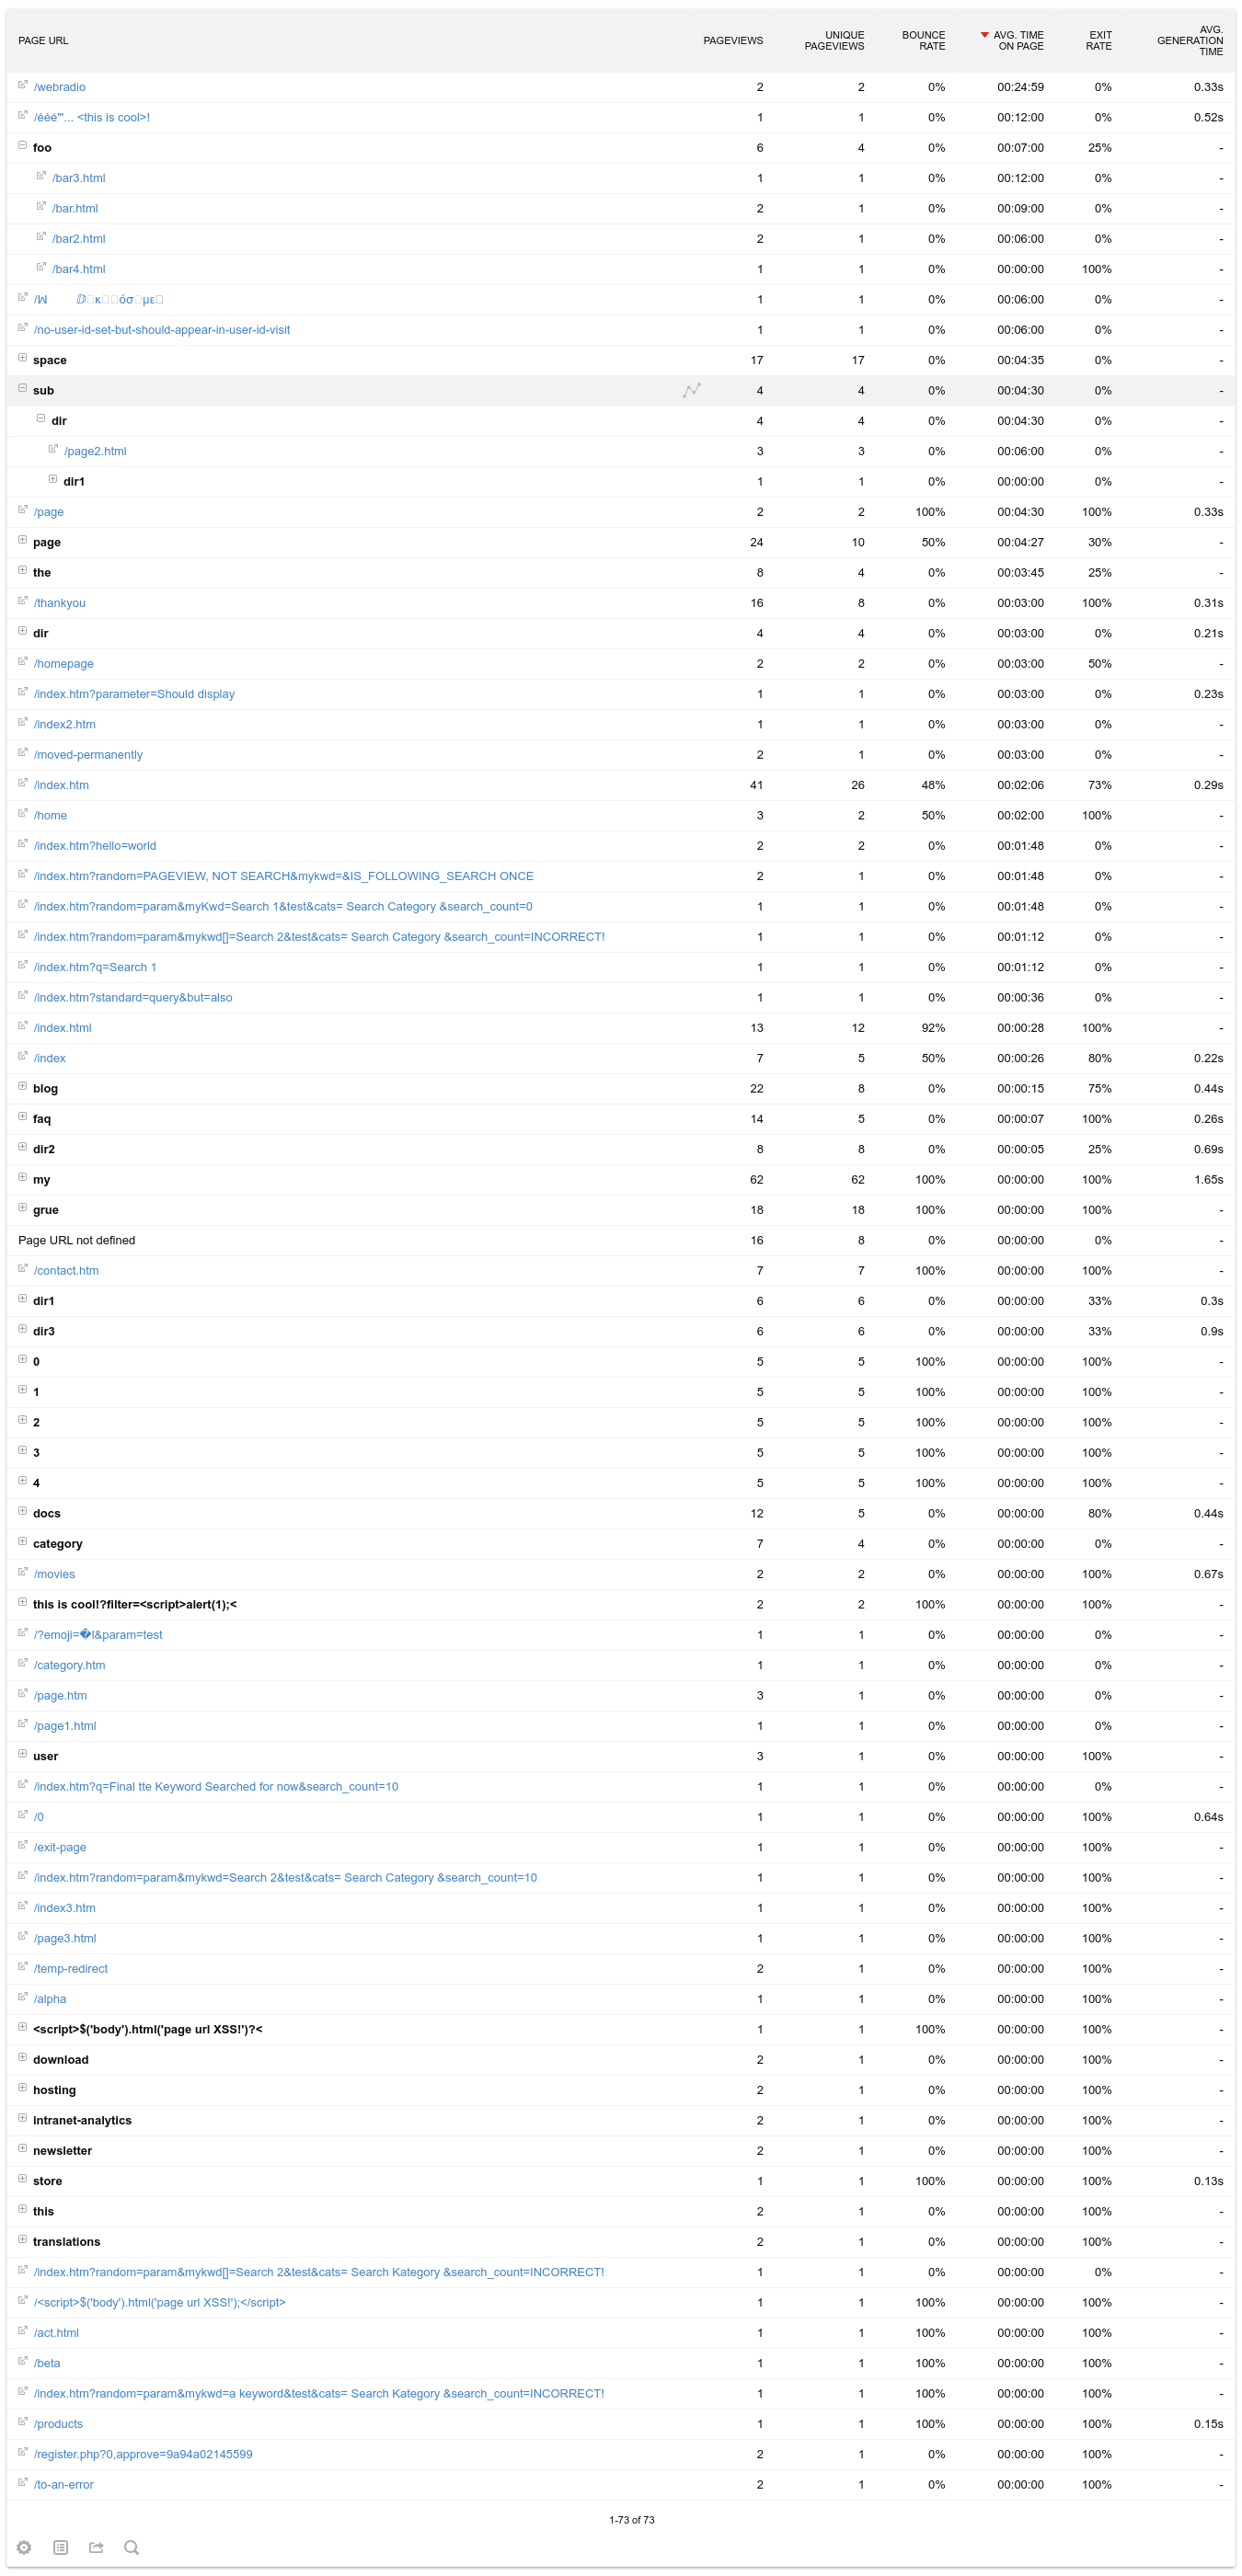 PAGE URL PAGEVIEWS UNIQUE PAGEVIEWS BOUNCE RATE AVG. TIME ON PAGE EXIT RATE AVG. GENERATION TIME
/webradio 2 2 0% 00:24:59 0% 0.33s
/ééé"'... <this is cool>! 1 1 0% 00:12:00 0% 0.52s
foo 6 4 0% 00:07:00 25% -
/bar3.html 1 1 0% 00:12:00 0% -
/bar.html 2 1 0% 00:09:00 0% -
/bar2.html 2 1 0% 00:06:00 0% -
/bar4.html 1 1 0% 00:00:00 100% -
1 1 0% 00:06:00 0% -
/no-user-id-set-but-should-appear-in-user-id-visit 1 1 0% 00:06:00 0% -
space 17 17 0% 00:04:35 0% -
sub 4 4 0% 00:04:30 0% -
dir 4 4 0% 00:04:30 0% -
/page2.html 3 3 0% 00:06:00 0% -
dir1 1 1 0% 00:00:00 0% -
/page 2 2 100% 00:04:30 100% 0.33s
page 24 10 50% 00:04:27 30% -
the 8 4 0% 00:03:45 25% -
/thankyou 16 8 0% 00:03:00 100% 0.31s
dir 4 4 0% 00:03:00 0% 0.21s
/homepage 2 2 0% 00:03:00 50% -
/index.htm?parameter=Should display 1 1 0% 00:03:00 0% 0.23s
/index2.htm 1 1 0% 00:03:00 0% -
/moved-permanently 2 1 0% 00:03:00 0% -
/index.htm 41 26 48% 00:02:06 73% 0.29s
/home 3 2 50% 00:02:00 100% -
/index.htm?hello=world 2 2 0% 00:01:48 0% -
/index.htm?random=PAGEVIEW, NOT SEARCH&mykwd=&IS_FOLLOWING_SEARCH ONCE 2 1 0% 00:01:48 0% -
/index.htm?random=param&myKwd=Search 1&test&cats= Search Category &search_count=0 1 1 0% 00:01:48 0% -
/index.htm?random=param&mykwd[]=Search 2&test&cats= Search Category &search_count=INCORRECT! 1 1 0% 00:01:12 0% -
/index.htm?q=Search 1 1 1 0% 00:01:12 0% -
/index.htm?standard=query&but=also 1 1 0% 00:00:36 0% -
/index.html 13 12 92% 00:00:28 100% -
/index 7 5 50% 00:00:26 80% 0.22s
blog 22 8 0% 00:00:15 75% 0.44s
faq 14 5 0% 00:00:07 100% 0.26s
dir2 8 8 0% 00:00:05 25% 0.69s
my 62 62 100% 00:00:00 100% 1.65s
grue 18 18 100% 00:00:00 100% -
Page URL not defined 16 8 0% 00:00:00 0% -
/contact.htm 7 7 100% 00:00:00 100% -
dir1 6 6 0% 00:00:00 33% 0.3s
dir3 6 6 0% 00:00:00 33% 0.9s
0 5 5 100% 00:00:00 100% -
1 5 5 100% 00:00:00 100% -
2 5 5 100% 00:00:00 100% -
3 5 5 100% 00:00:00 100% -
4 5 5 100% 00:00:00 100% -
docs 12 5 0% 00:00:00 80% 0.44s
category 7 4 0% 00:00:00 0% -
/movies 2 2 0% 00:00:00 100% 0.67s
this is cool!?filter=<script>alert(1);< 2 2 100% 00:00:00 100% -
/?emoji=�l&param=test 1 1 0% 00:00:00 0% -
/category.htm 1 1 0% 00:00:00 0% -
/page.htm 3 1 0% 00:00:00 0% -
/page1.html 1 1 0% 00:00:00 0% -
user 3 1 0% 00:00:00 100% -
/index.htm?q=Final tte Keyword Searched for now&search_count=10 1 1 0% 00:00:00 0% -
/0 1 1 0% 00:00:00 100% 0.64s
/exit-page 1 1 0% 00:00:00 100% -
/index.htm?random=param&mykwd=Search 2&test&cats= Search Category &search_count=10 1 1 0% 00:00:00 100% -
/index3.htm 1 1 0% 00:00:00 100% -
/page3.html 1 1 0% 00:00:00 100% -
/temp-redirect 2 1 0% 00:00:00 100% -
/alpha 1 1 0% 00:00:00 100% -
<script>$('body').html('page url XSS!')?< 1 1 100% 00:00:00 100% -
download 2 1 0% 00:00:00 100% -
hosting 2 1 0% 00:00:00 100% -
intranet-analytics 2 1 0% 00:00:00 100% -
newsletter 2 1 0% 00:00:00 100% -
store 1 1 100% 00:00:00 100% 0.13s
this 2 1 0% 00:00:00 100% -
translations 2 1 0% 00:00:00 100% -
/index.htm?random=param&mykwd[]=Search 2&test&cats= Search Kategory &search_count=INCORRECT! 1 1 0% 00:00:00 0% -
/<script>$('body').html('page url XSS!');</script> 1 1 100% 00:00:00 100% -
/act.html 1 1 100% 00:00:00 100% -
/beta 1 1 100% 00:00:00 100% -
/index.htm?random=param&mykwd=a keyword&test&cats= Search Kategory &search_count=INCORRECT! 1 1 100% 00:00:00 100% -
/products 1 1 100% 00:00:00 100% 0.15s
/register.php?0,approve=9a94a02145599 2 1 0% 00:00:00 100% -
/to-an-error 2 1 0% 00:00:00 100% -
1-73 of 73